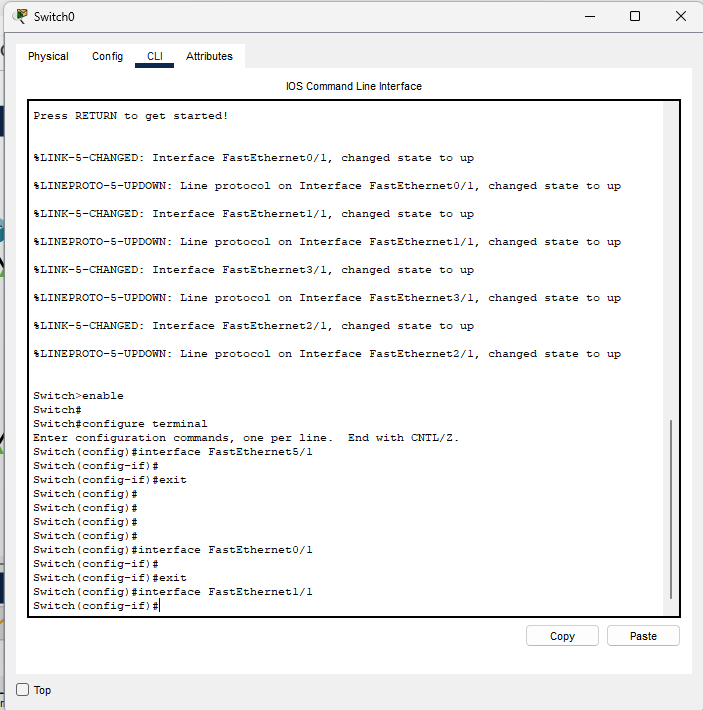 Switch0
Physical Config CLI Attributes
IOS Command Line Interface
Press RETURN to get started!
%LINK-5-CHANGED: Interface FastEthernet0/1, changed state to up
%LINEPROTO-5-UPDOWN: Line protocol on Interface FastEthernet0/1, changed state to up
%LINK-5-CHANGED: Interface FastEthernet1/1, changed state to up
%LINEPROTO-5-UPDOWN: Line protocol on Interface FastEthernet1/1, changed state to up
%LINK-5-CHANGED: Interface FastEthernet3/1, changed state to up
%LINEPROTO-5-UPDOWN: Line protocol on Interface FastEthernet3/1, changed state to up
%LINK-5-CHANGED: Interface FastEthernet2/1, changed state to up
%LINEPROTO-5-UPDOWN: Line protocol on Interface FastEthernet2/1, changed state to up
Switch>enable
Switch#
Switch#configure terminal
Enter configuration commands, one per line.  End with CNTL/Z.
Switch(config)#interface FastEthernet5/1
Switch(config-if)#
Switch(config-if)#exit
Switch(config)#
Switch(config)#
Switch(config)#
Switch(config)#
Switch(config)#interface FastEthernet0/1
Switch(config-if)#
Switch(config-if)#exit
Switch(config)#interface FastEthernet1/1
Switch(config-if)#
Copy Paste
Top